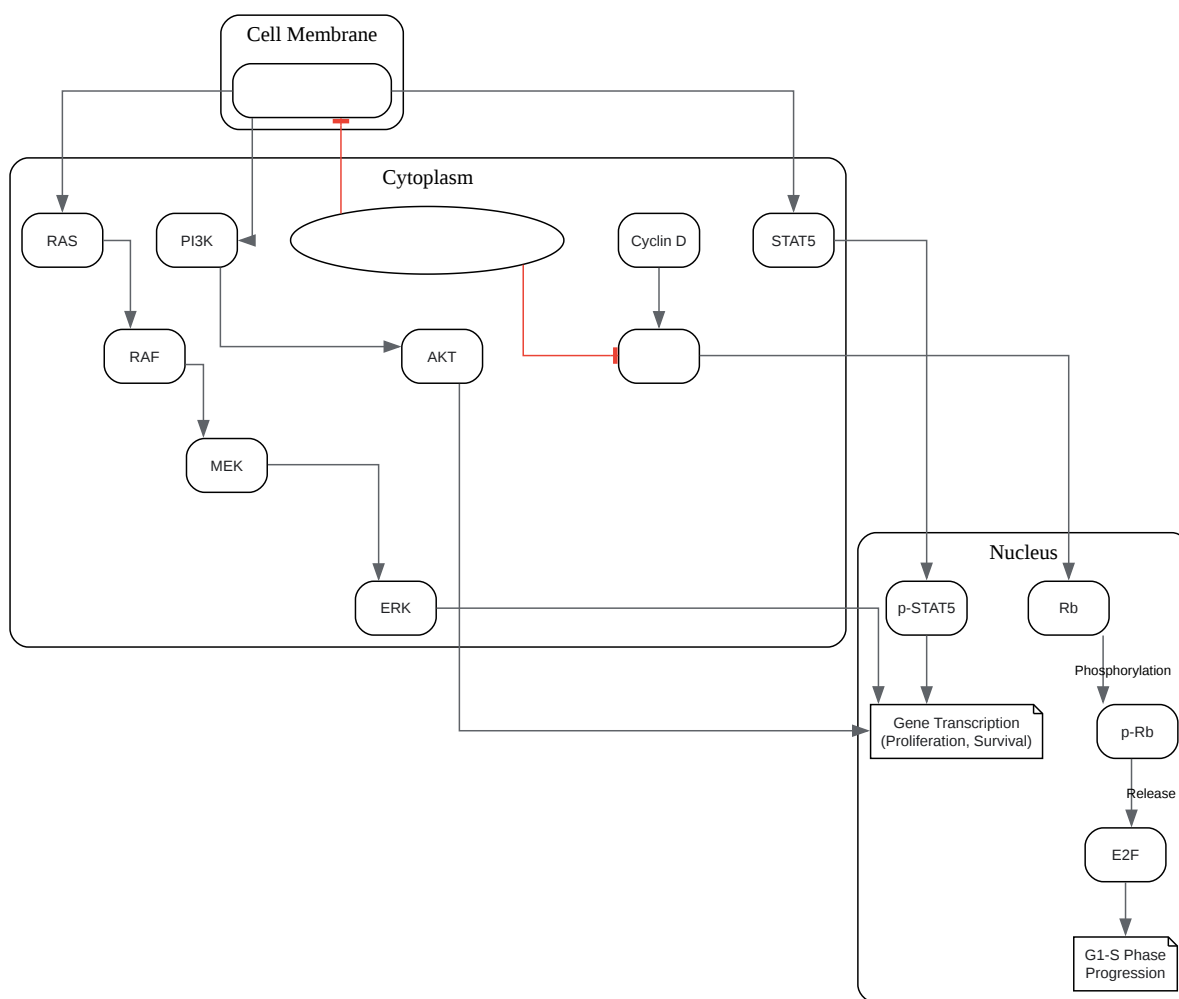 Cell Membrane
Cytoplasm
RAS
PI3K
Cyclin D
STAT5
RAF
AKT
MEK
Nucleus
ERK
p-STAT5
Rb
Phosphorylation
Gene Transcription
(Proliferation, Survival)
p-Rb
Release
E2F
G1-S Phase
Progression